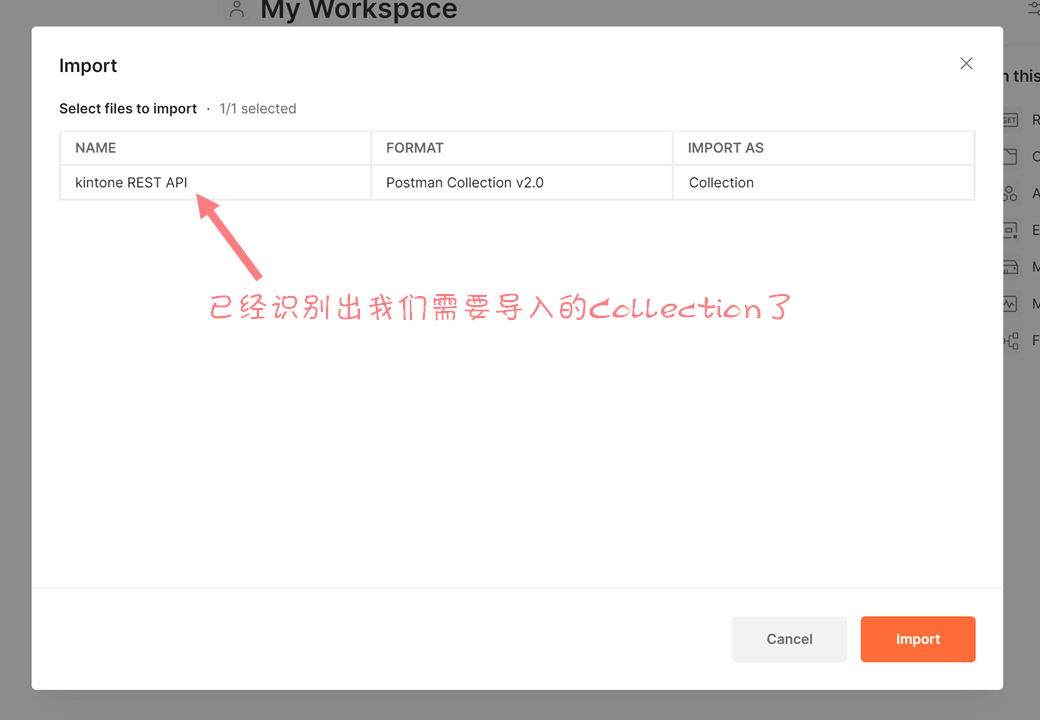 My Workspace
Import
Select files to import · 1/1 selected
NAME FORMAT IMPORT AS
kintone REST API Postman Collection v2.0 Collection
已经识别出我们需要导入的Collection了
Cancel Import
n this
GET R
C
A
E
M
M
F